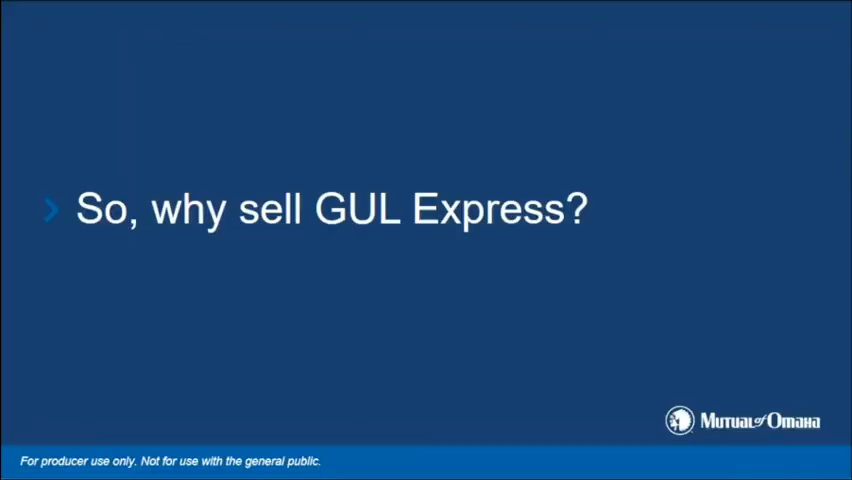 So, why sell GUL Express?
Mutual of Omaha
For producer use only. Not for use with the general public.